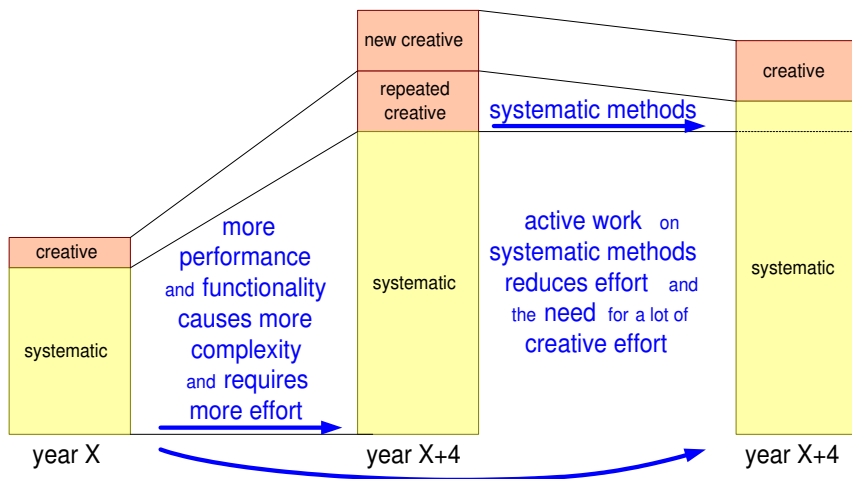 new creative
repeated
creative
systematic methods
creative
creative
more
performance
and functionality
causes more
complexity
and requires
more effort
active work on
systematic methods
reduces effort and
the need for a lot of
creative effort
systematic
systematic
systematic
year X
year X+4
year X+4